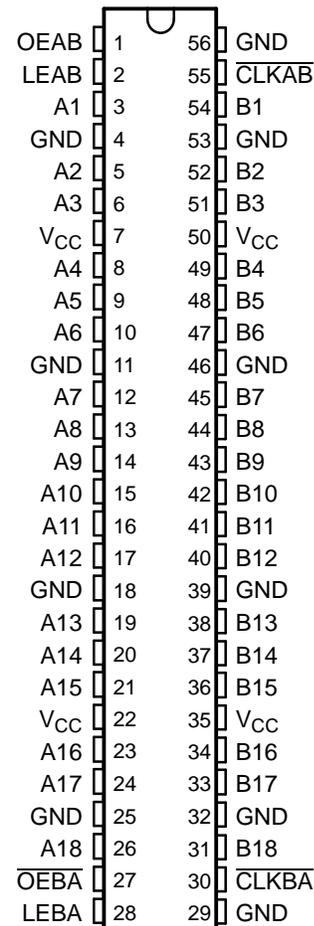 OEAB 1 56 GND
LEAB 2 55 CLKAB
A1 3 54 B1
GND 4 53 GND
A2 5 52 B2
A3 6 51 B3
VCC 7 50 VCC
A4 8 49 B4
A5 9 48 B5
A6 10 47 B6
GND 11 46 GND
A7 12 45 B7
A8 13 44 B8
A9 14 43 B9
A10 15 42 B10
A11 16 41 B11
A12 17 40 B12
GND 18 39 GND
A13 19 38 B13
A14 20 37 B14
A15 21 36 B15
VCC 22 35 VCC
A16 23 34 B16
A17 24 33 B17
GND 25 32 GND
A18 26 31 B18
OEBA 27 30 CLKBA
LEBA 28 29 GND